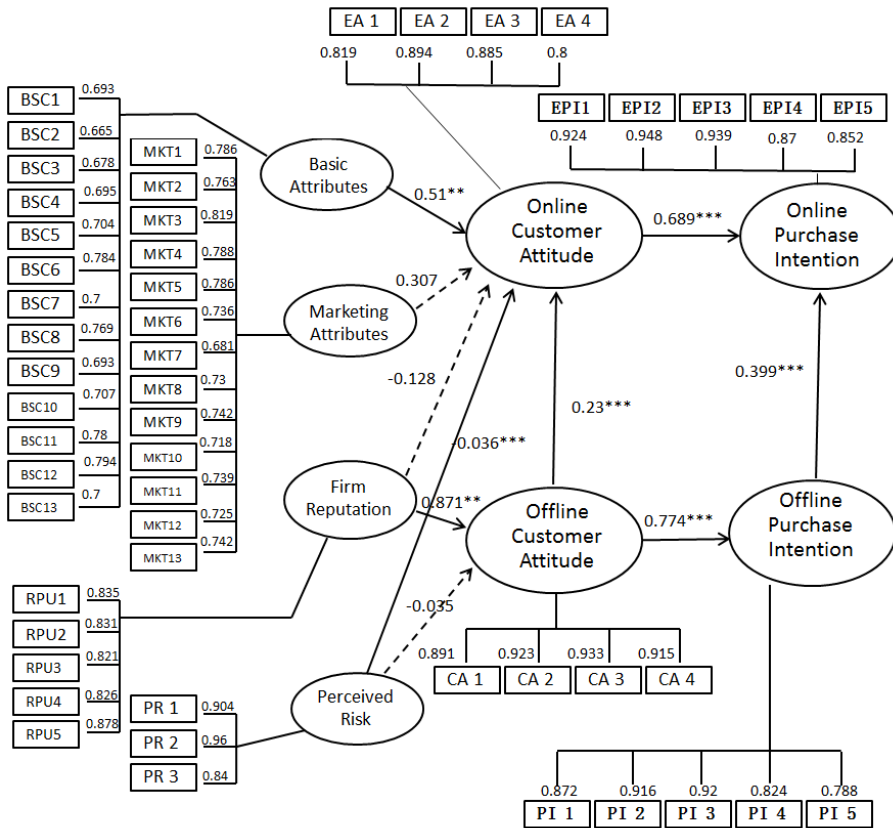 EA 1 EA 2 EA 3 EA 4
0.819 0.894 0.885 0.8
EPI1 EPI2 EPI3 EPI4 EPI5
0.924 0.948 0.939 0.87 0.852
BSC1 0.693
BSC2 0.665
BSC3 0.678
BSC4 0.695
BSC5 0.704
BSC6 0.784
BSC7 0.7
BSC8 0.769
BSC9 0.693
BSC10 0.707
BSC11 0.78
BSC12 0.794
BSC13 0.7
MKT1 0.786
MKT2 0.763
MKT3 0.819
MKT4 0.788
MKT5 0.786
MKT6 0.736
MKT7 0.681
MKT8 0.73
MKT9 0.742
MKT10 0.718
MKT11 0.739
MKT12 0.725
MKT13 0.742
Basic
Attributes
0.51**
Online
Customer
Attitude
0.689***
Online
Purchase
Intention
Marketing
Attributes
0.307
-0.128
-0.036***
0.23***
0.399***
Firm
Reputation
0.871**
Offline
Customer
Attitude
0.774***
Offline
Purchase
Intention
-0.035
RPU1 0.835
RPU2 0.831
RPU3 0.821
RPU4 0.826
RPU5 0.878
Perceived
Risk
PR 1 0.904
PR 2 0.96
PR 3 0.84
0.891 0.923 0.933 0.915
CA 1 CA 2 CA 3 CA 4
0.872 0.916 0.92 0.824 0.788
PI 1 PI 2 PI 3 PI 4 PI 5